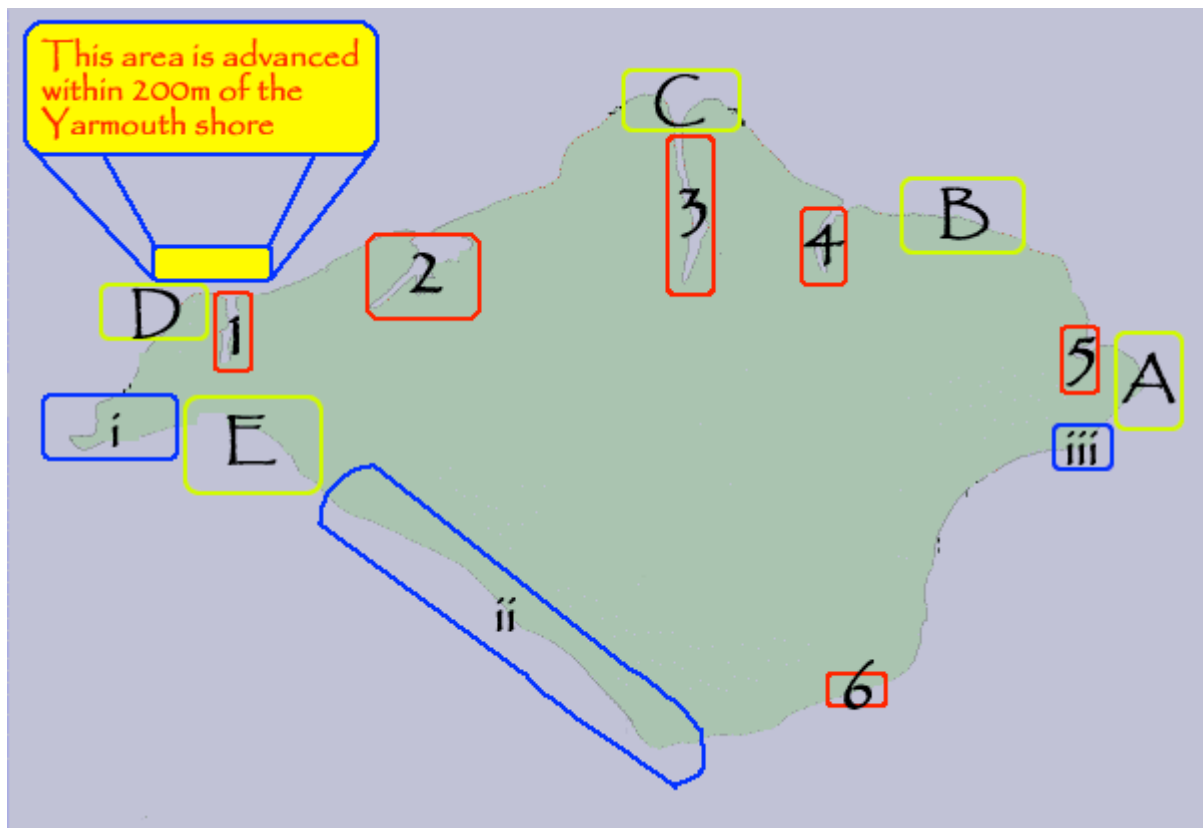 This area is advanced
within 200m of the
Yarmouth shore
C
3
B
4
2
D
1
5
A
i
E
iii
ii
6